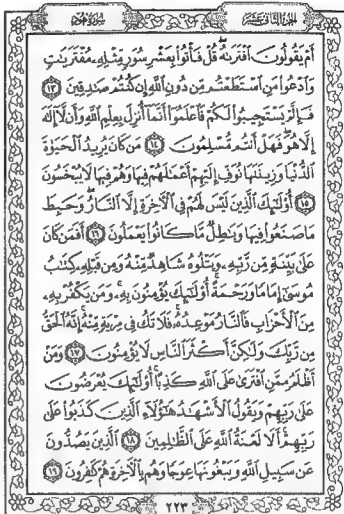 الجزء الثاني عشر
سورة هود
أَمْ يَقُولُونَ ٱفْتَرَىٰهُ ۖ قُلْ فَأْتُوا۟ بِعَشْرِ سُوَرٍ مِّثْلِهِۦ مُفْتَرَيَٰتٍ
وَٱدْعُوا۟ مَنِ ٱسْتَطَعْتُم مِّن دُونِ ٱللَّهِ إِن كُنتُمْ صَٰدِقِينَ ١٣
فَإِلَّمْ يَسْتَجِيبُوا۟ لَكُمْ فَٱعْلَمُوٓا۟ أَنَّمَآ أُنزِلَ بِعِلْمِ ٱللَّهِ وَأَن لَّآ إِلَٰهَ
إِلَّا هُوَ ۖ فَهَلْ أَنتُم مُّسْلِمُونَ ١٤ مَن كَانَ يُرِيدُ ٱلْحَيَوٰةَ
ٱلدُّنْيَا وَزِينَتَهَا نُوَفِّ إِلَيْهِمْ أَعْمَٰلَهُمْ فِيهَا وَهُمْ فِيهَا لَا يُبْخَسُونَ
١٥ أُو۟لَٰٓئِكَ ٱلَّذِينَ لَيْسَ لَهُمْ فِى ٱلْءَاخِرَةِ إِلَّا ٱلنَّارُ ۖ وَحَبِطَ
مَا صَنَعُوا۟ فِيهَا وَبَٰطِلٌ مَّا كَانُوا۟ يَعْمَلُونَ ١٦ أَفَمَن كَانَ
عَلَىٰ بَيِّنَةٍ مِّن رَّبِّهِۦ وَيَتْلُوهُ شَاهِدٌ مِّنْهُ وَمِن قَبْلِهِۦ كِتَٰبُ
مُوسَىٰٓ إِمَامًا وَرَحْمَةً ۚ أُو۟لَٰٓئِكَ يُؤْمِنُونَ بِهِۦ ۚ وَمَن يَكْفُرْ بِهِۦ
مِنَ ٱلْأَحْزَابِ فَٱلنَّارُ مَوْعِدُهُۥ ۚ فَلَا تَكُ فِى مِرْيَةٍ مِّنْهُ ۚ إِنَّهُ ٱلْحَقُّ
مِن رَّبِّكَ وَلَٰكِنَّ أَكْثَرَ ٱلنَّاسِ لَا يُؤْمِنُونَ ١٧ وَمَنْ
أَظْلَمُ مِمَّنِ ٱفْتَرَىٰ عَلَى ٱللَّهِ كَذِبًا ۚ أُو۟لَٰٓئِكَ يُعْرَضُونَ
عَلَىٰ رَبِّهِمْ وَيَقُولُ ٱلْأَشْهَٰدُ هَٰٓؤُلَآءِ ٱلَّذِينَ كَذَبُوا۟ عَلَىٰ
رَبِّهِمْ ۚ أَلَا لَعْنَةُ ٱللَّهِ عَلَى ٱلظَّٰلِمِينَ ١٨ ٱلَّذِينَ يَصُدُّونَ
عَن سَبِيلِ ٱللَّهِ وَيَبْغُونَهَا عِوَجًا وَهُم بِٱلْءَاخِرَةِ هُمْ كَٰفِرُونَ ١٩
٢٢٣